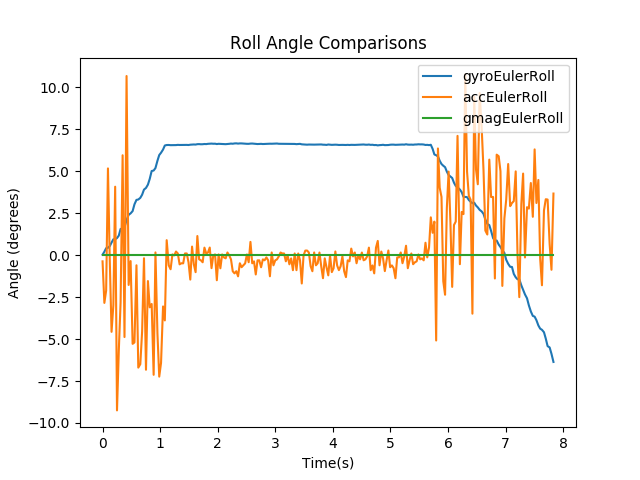 Roll Angle Comparisons
gyroEulerRoll
accEulerRoll
gmagEulerRoll
Angle (degrees)
10.0
7.5
5.0
2.5
0.0
−2.5
−5.0
−7.5
−10.0
0 1 2 3 4 5 6 7 8
Time(s)